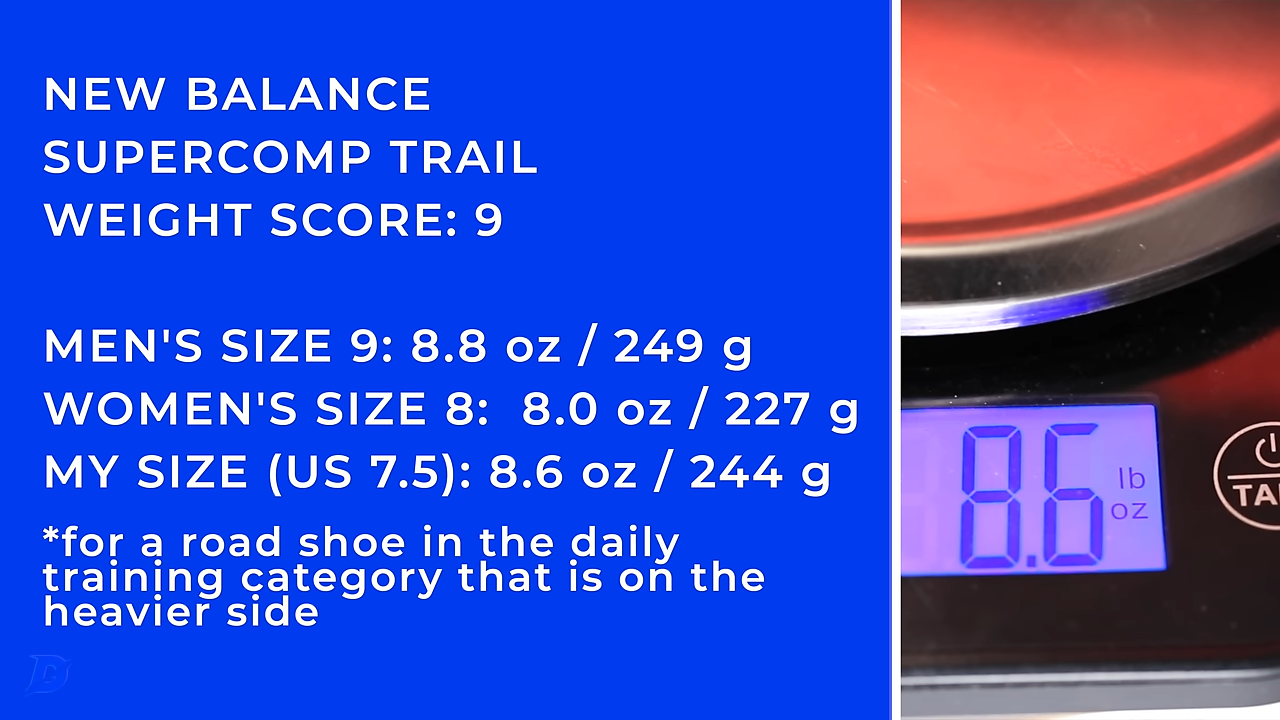 NEW BALANCE
SUPERCOMP TRAIL
WEIGHT SCORE: 9
MEN'S SIZE 9: 8.8 oz / 249 g
WOMEN'S SIZE 8: 8.0 oz / 227 g
MY SIZE (US 7.5): 8.6 oz / 244 g
*for a road shoe in the daily
training category that is on the
heavier side
8.6
lb
oz